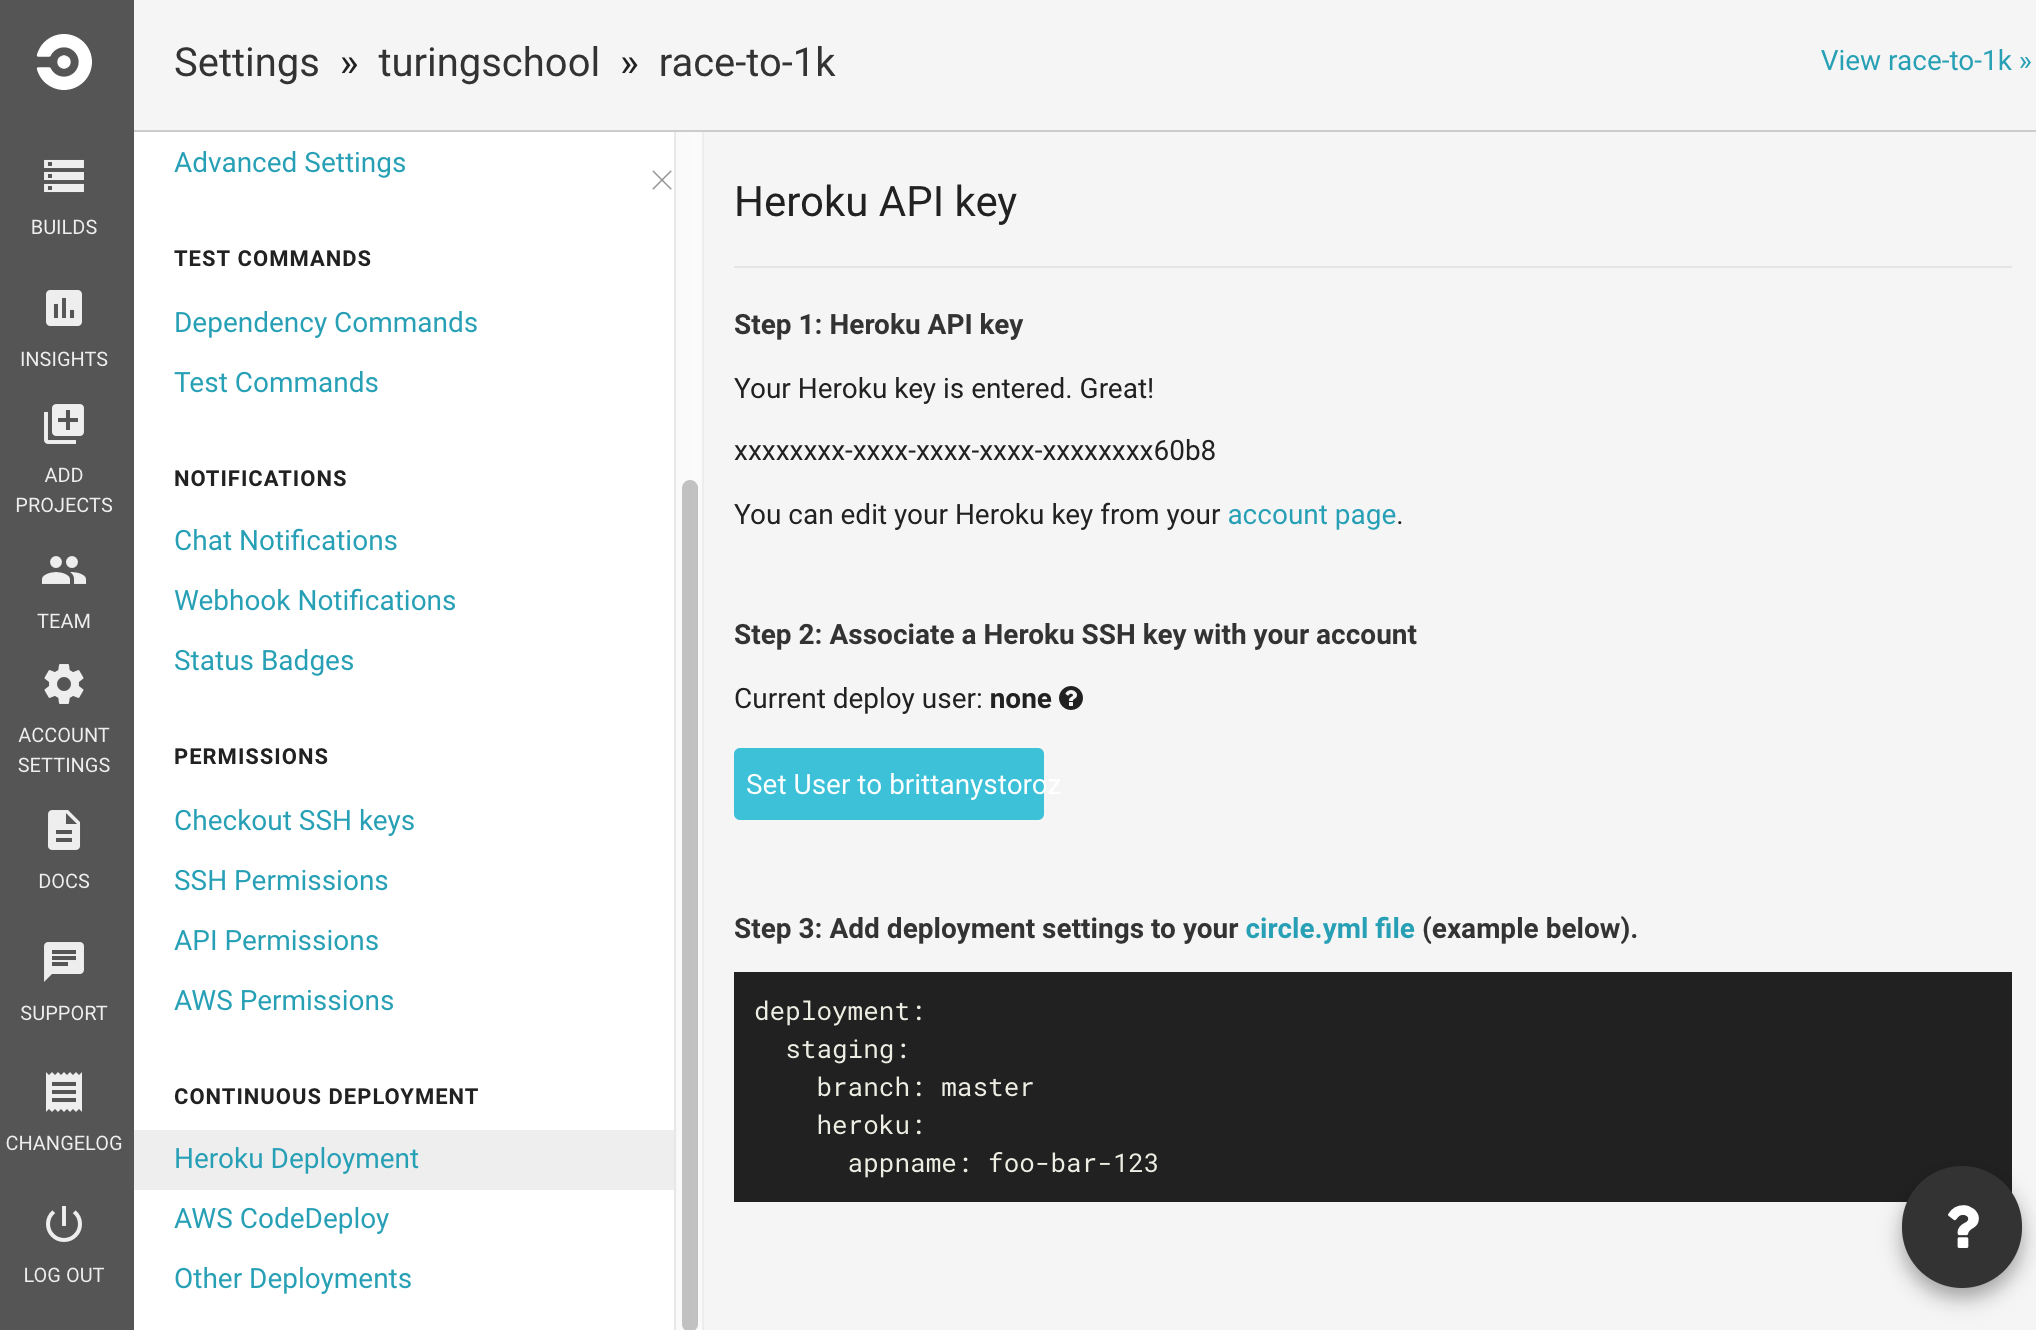 Settings » turingschool » race-to-1k
View race-to-1k »
BUILDS
INSIGHTS
ADD
PROJECTS
TEAM
ACCOUNT
SETTINGS
DOCS
SUPPORT
CHANGELOG
LOG OUT
Advanced Settings
TEST COMMANDS
Dependency Commands
Test Commands
NOTIFICATIONS
Chat Notifications
Webhook Notifications
Status Badges
PERMISSIONS
Checkout SSH keys
SSH Permissions
API Permissions
AWS Permissions
CONTINUOUS DEPLOYMENT
Heroku Deployment
AWS CodeDeploy
Other Deployments
Heroku API key
Step 1: Heroku API key
Your Heroku key is entered. Great!
xxxxxxxx-xxxx-xxxx-xxxx-xxxxxxxx60b8
You can edit your Heroku key from your account page.
Step 2: Associate a Heroku SSH key with your account
Current deploy user: none ?
Set User to brittanystoroz
Step 3: Add deployment settings to your circle.yml file (example below).
deployment:
  staging:
    branch: master
    heroku:
      appname: foo-bar-123
?